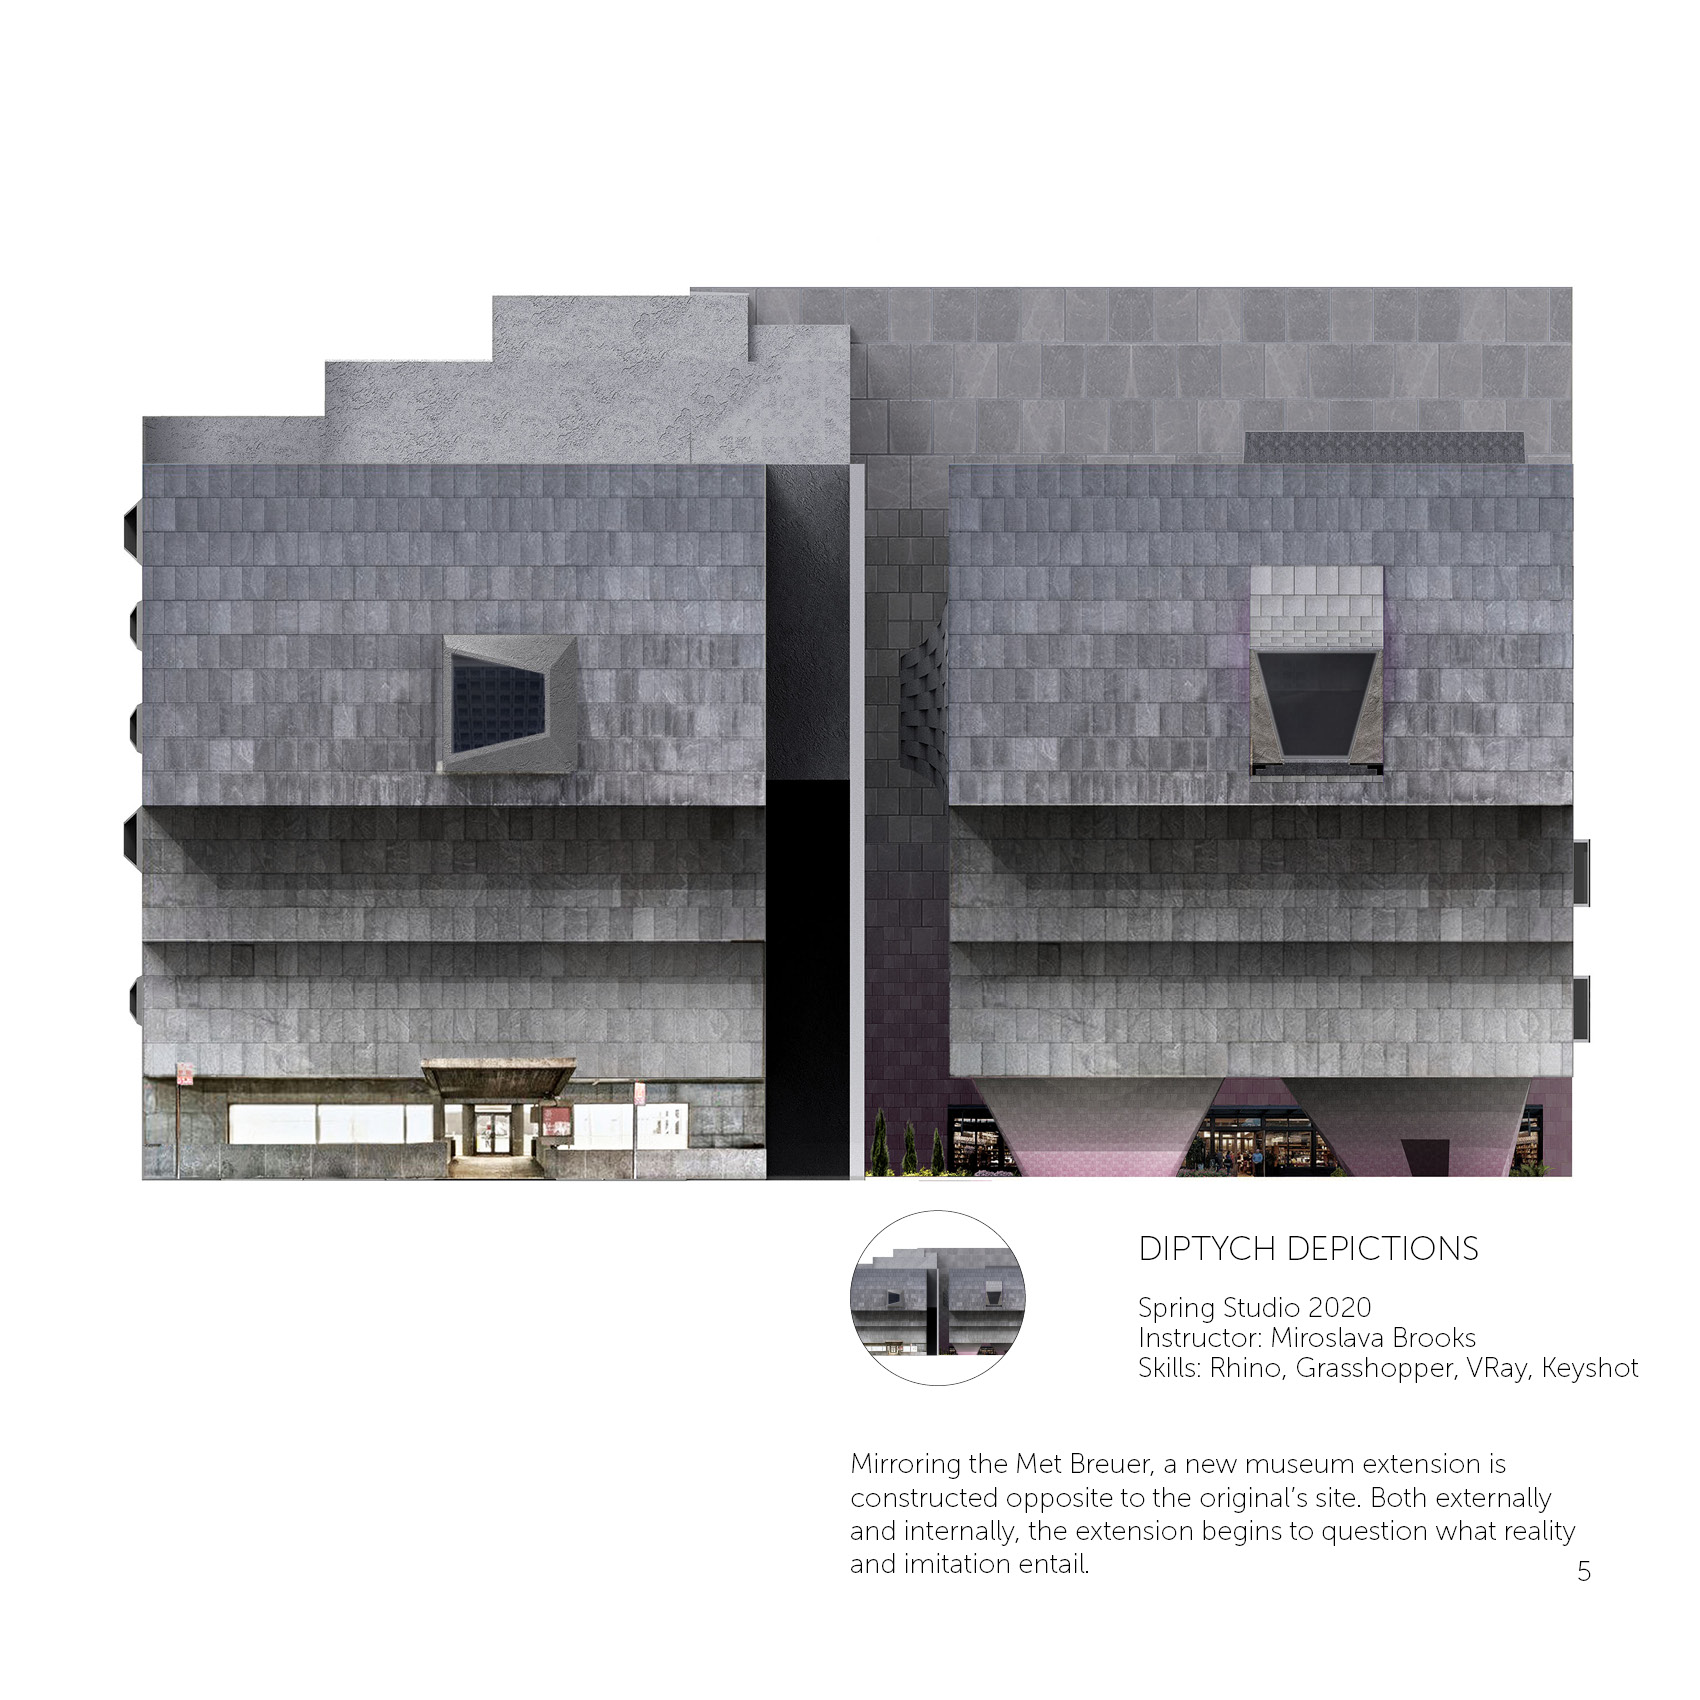 DIPTYCH DEPICTIONS
Spring Studio 2020
Instructor: Miroslava Brooks
Skills: Rhino, Grasshopper, VRay, Keyshot
Mirroring the Met Breuer, a new museum extension is
constructed opposite to the original’s site. Both externally
and internally, the extension begins to question what reality
and imitation entail.
5